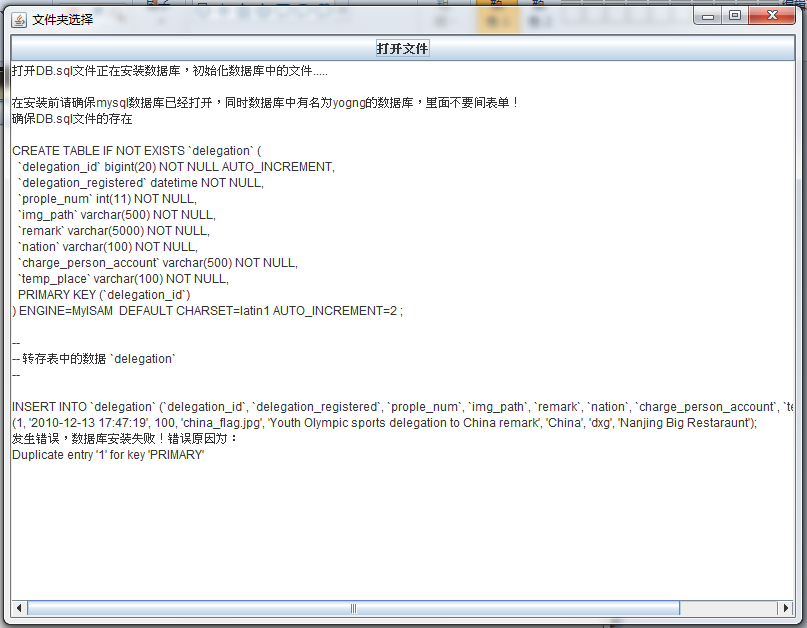 文件夹选择
打开文件
打开DB.sql文件正在安装数据库，初始化数据库中的文件.....
在安装前请确保mysql数据库已经打开，同时数据库中有名为yogng的数据库，里面不要间表单！
确保DB.sql文件的存在
CREATE TABLE IF NOT EXISTS `delegation` (
`delegation_id` bigint(20) NOT NULL AUTO_INCREMENT,
`delegation_registered` datetime NOT NULL,
`prople_num` int(11) NOT NULL,
`img_path` varchar(500) NOT NULL,
`remark` varchar(5000) NOT NULL,
`nation` varchar(100) NOT NULL,
`charge_person_account` varchar(500) NOT NULL,
`temp_place` varchar(100) NOT NULL,
PRIMARY KEY (`delegation_id`)
) ENGINE=MyISAM  DEFAULT CHARSET=latin1 AUTO_INCREMENT=2 ;
--
-- 转存表中的数据 `delegation`
--
INSERT INTO `delegation` (`delegation_id`, `delegation_registered`, `prople_num`, `img_path`, `remark`, `nation`, `charge_person_account`, `te
(1, '2010-12-13 17:47:19', 100, 'china_flag.jpg', 'Youth Olympic sports delegation to China remark', 'China', 'dxg', 'Nanjing Big Restaraunt');
发生错误，数据库安装失败！错误原因为：
Duplicate entry '1' for key 'PRIMARY'